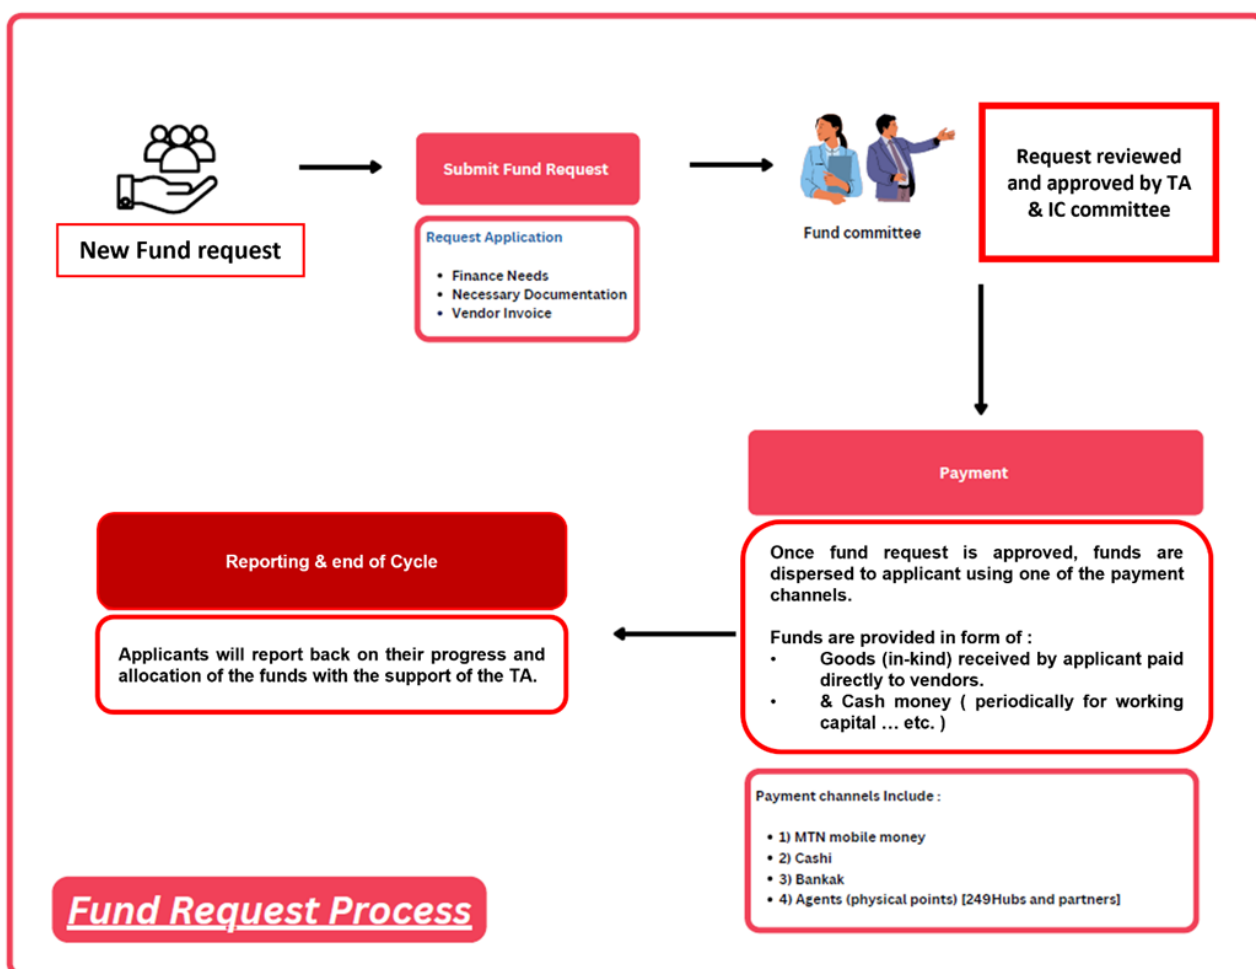 New Fund request
Submit Fund Request
Request Application
• Finance Needs
• Necessary Documentation
• Vendor Invoice
Fund committee
Request reviewed
and approved by TA
& IC committee
Payment
Once fund request is approved, funds are
dispersed to applicant using one of the payment
channels.
Funds are provided in form of :
• Goods (in-kind) received by applicant paid
directly to vendors.
• & Cash money ( periodically for working
capital ... etc. )
Payment channels Include :
• 1) MTN mobile money
• 2) Cashi
• 3) Bankak
• 4) Agents (physical points) [249Hubs and partners]
Reporting & end of Cycle
Applicants will report back on their progress and
allocation of the funds with the support of the TA.
Fund Request Process